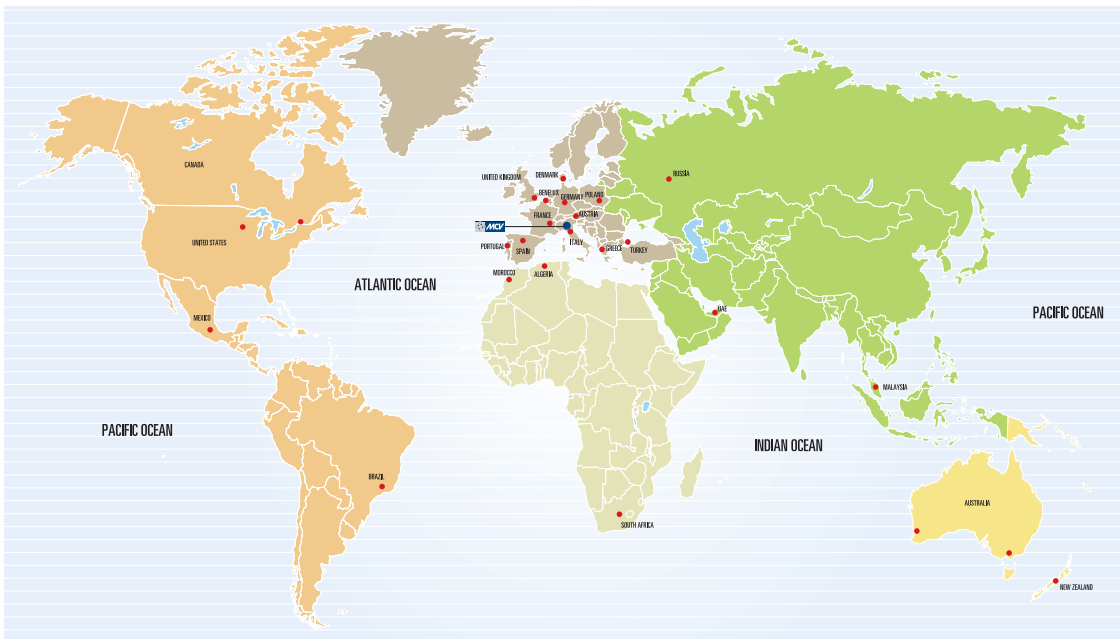 CANADA
UNITED STATES
MEXICO
BRAZIL
ATLANTIC OCEAN
PACIFIC OCEAN
UNITED KINGDOM
DENMARK
BENELUX
GERMANY
POLAND
FRANCE
AUSTRIA
MCV
ITALY
PORTUGAL
SPAIN
GREECE
TURKEY
MOROCCO
ALGERIA
RUSSÍA
UAE
PACIFIC OCEAN
MALAYSIA
INDIAN OCEAN
SOUTH AFRICA
AUSTRALIA
NEW ZEALAND